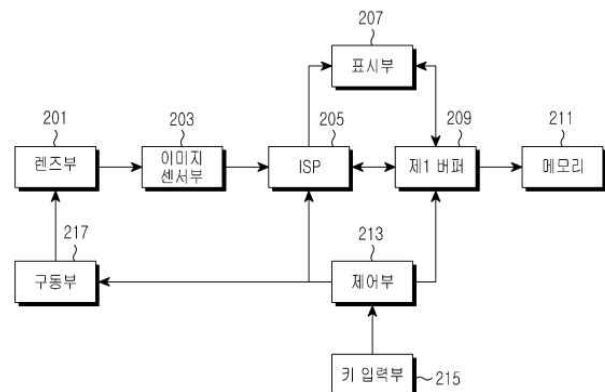 207
표시부
201
203
205
209
211
렌즈부
이미지
센서부
ISP
제1 버퍼
메모리
217
213
구동부
제어부
키 입력부
215